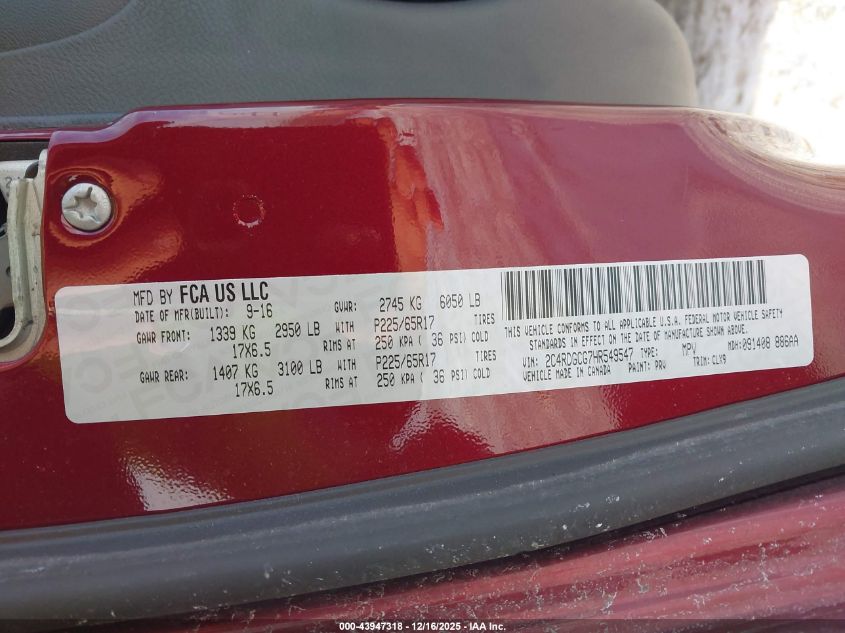 MFD BY FCA US LLC
DATE OF MFR(BUILT): 9-16 GVWR: 2745 KG 6050 LB
GAWR FRONT: 1339 KG 2950 LB WITH P225/65R17 TIRES
17X6.5 RIMS AT 250 KPA ( 36 PSI) COLD
GAWR REAR: 1407 KG 3100 LB WITH P225/65R17 TIRES
17X6.5 RIMS AT 250 KPA ( 36 PSI) COLD
THIS VEHICLE CONFORMS TO ALL APPLICABLE U.S.A. FEDERAL MOTOR VEHICLE SAFETY
STANDARDS IN EFFECT ON THE DATE OF MANUFACTURE SHOWN ABOVE.
VIN: 2C4RDGCG7HR549547 TYPE: MPV MDH: 091408 886AA
VEHICLE MADE IN CANADA PAINT: PRV TRIM: CLX9
000-43947318 - 12/16/2025 - IAA Inc.